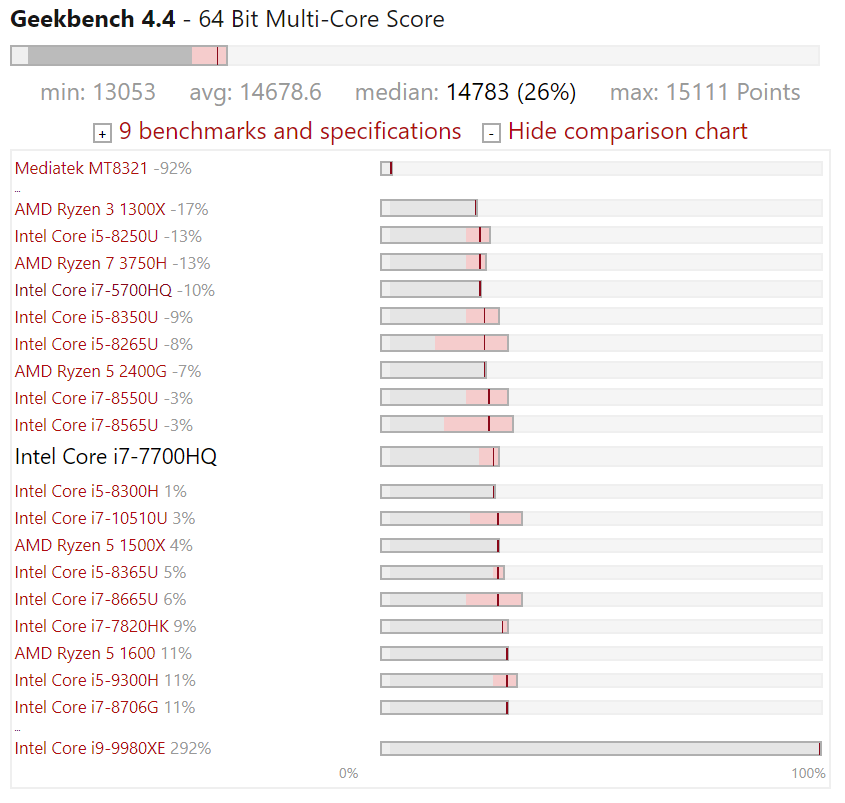 Geekbench 4.4 - 64 Bit Multi-Core Score
min: 13053 avg: 14678.6 median: 14783 (26%) max: 15111 Points
+ 9 benchmarks and specifications - Hide comparison chart
Mediatek MT8321 -92%
...
AMD Ryzen 3 1300X -17%
Intel Core i5-8250U -13%
AMD Ryzen 7 3750H -13%
Intel Core i7-5700HQ -10%
Intel Core i5-8350U -9%
Intel Core i5-8265U -8%
AMD Ryzen 5 2400G -7%
Intel Core i7-8550U -3%
Intel Core i7-8565U -3%
Intel Core i7-7700HQ
Intel Core i5-8300H 1%
Intel Core i7-10510U 3%
AMD Ryzen 5 1500X 4%
Intel Core i5-8365U 5%
Intel Core i7-8665U 6%
Intel Core i7-7820HK 9%
AMD Ryzen 5 1600 11%
Intel Core i5-9300H 11%
Intel Core i7-8706G 11%
...
Intel Core i9-9980XE 292%
0% 100%